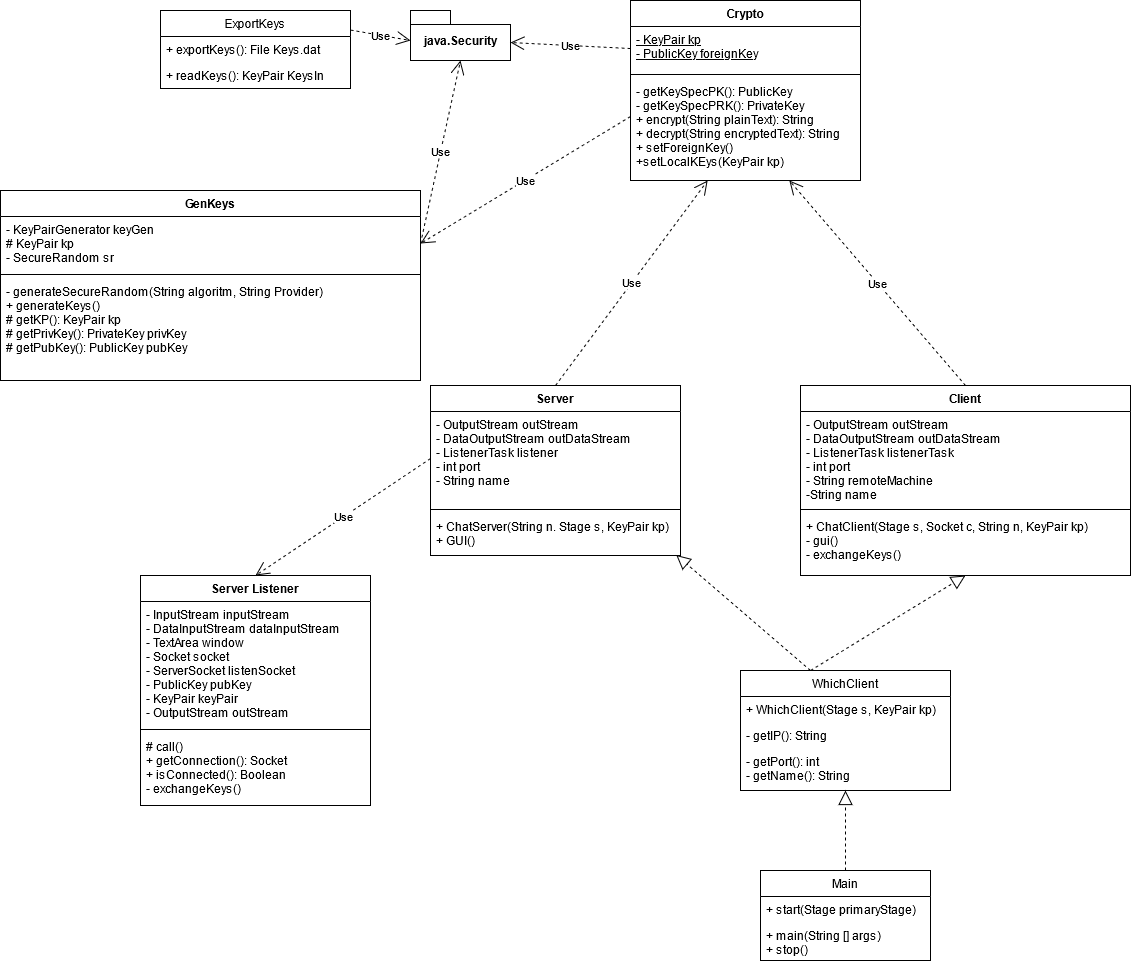 ExportKeys
+ exportKeys(): File Keys.dat
+ readKeys(): KeyPair KeysIn
Use
java.Security
Use
Crypto
- KeyPair kp
- PublicKey foreignKey
- getKeySpecPK(): PublicKey
- getKeySpecPRK(): PrivateKey
+ encrypt(String plainText): String
+ decrypt(String encryptedText): String
+ setForeignKey()
+setLocalKEys(KeyPair kp)
Use
Use
GenKeys
- KeyPairGenerator keyGen
# KeyPair kp
- SecureRandom sr
- generateSecureRandom(String algoritm, String Provider)
+ generateKeys()
# getKP(): KeyPair kp
# getPrivKey(): PrivateKey privKey
# getPubKey(): PublicKey pubKey
Use
Use
Server
- OutputStream outStream
- DataOutputStream outDataStream
- ListenerTask listener
- int port
- String name
+ ChatServer(String n. Stage s, KeyPair kp)
+ GUI()
Client
- OutputStream outStream
- DataOutputStream outDataStream
- ListenerTask listenerTask
- int port
- String remoteMachine
-String name
+ ChatClient(Stage s, Socket c, String n, KeyPair kp)
- gui()
- exchangeKeys()
Use
Server Listener
- InputStream inputStream
- DataInputStream dataInputStream
- TextArea window
- Socket socket
- ServerSocket listenSocket
- PublicKey pubKey
- KeyPair keyPair
- OutputStream outStream
# call()
+ getConnection(): Socket
+ isConnected(): Boolean
- exchangeKeys()
WhichClient
+ WhichClient(Stage s, KeyPair kp)
- getIP(): String
- getPort(): int
- getName(): String
Main
+ start(Stage primaryStage)
+ main(String [] args)
+ stop()